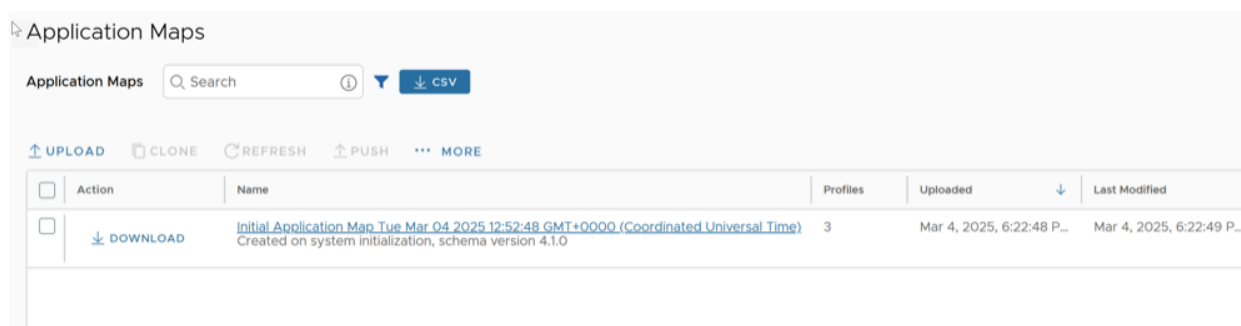 Application Maps
Application Maps Search CSV
UPLOAD CLONE REFRESH PUSH ... MORE
Action Name Profiles Uploaded Last Modified
DOWNLOAD Initial Application Map Tue Mar 04 2025 12:52:48 GMT+0000 (Coordinated Universal Time) 3 Mar 4, 2025, 6:22:48 P... Mar 4, 2025, 6:22:49 P...
Created on system initialization, schema version 4.1.0